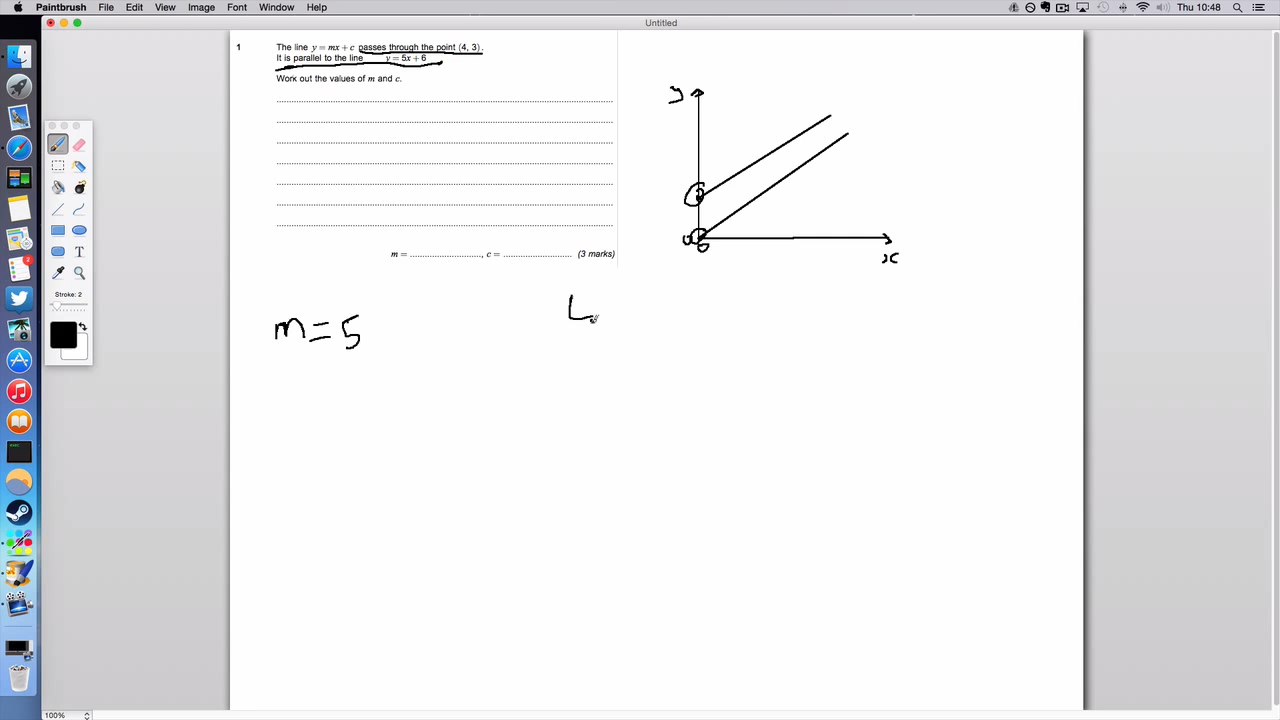 Paintbrush File Edit View Image Font Window Help Thu 10:48
Untitled
1 The line y = mx + c passes through the point (4, 3).
It is parallel to the line y = 5x + 6
Work out the values of m and c.
m = ........................., c = ........................ (3 marks)
y
x
m = 5
Stroke: 2
T
2
100%